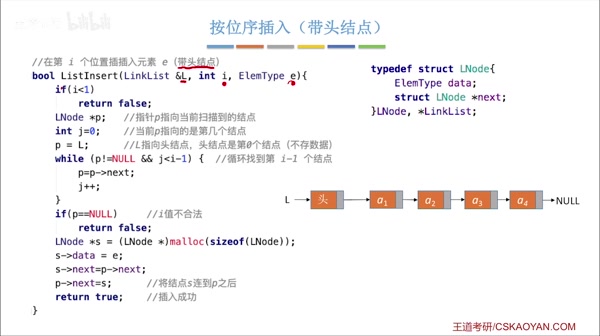 bilibili
按位序插入（带头结点）
//在第 i 个位置插插入元素 e（带头结点）
bool ListInsert(LinkList &L, int i, ElemType e){
if(i<1)
return false;
LNode *p; //指针p指向当前扫描到的结点
int j=0; //当前p指向的是第几个结点
p = L; //L指向头结点，头结点是第0个结点（不存数据）
while (p!=NULL && j<i-1) { //循环找到第 i-1 个结点
p=p->next;
j++;
}
if(p==NULL) //i值不合法
return false;
LNode *s = (LNode *)malloc(sizeof(LNode));
s->data = e;
s->next=p->next;
p->next=s; //将结点s连到p之后
return true; //插入成功
}
typedef struct LNode{
ElemType data;
struct LNode *next;
}LNode, *LinkList;
L 头 a1 a2 a3 a4 NULL
王道考研/CSKAOYAN.COM